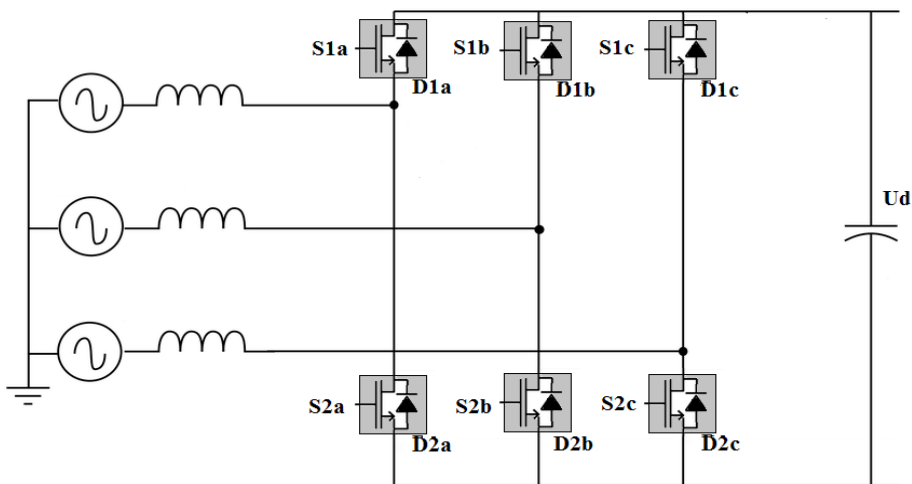 S1a
S1b
S1c
D1a
D1b
D1c
Ud
S2a
S2b
S2c
D2a
D2b
D2c